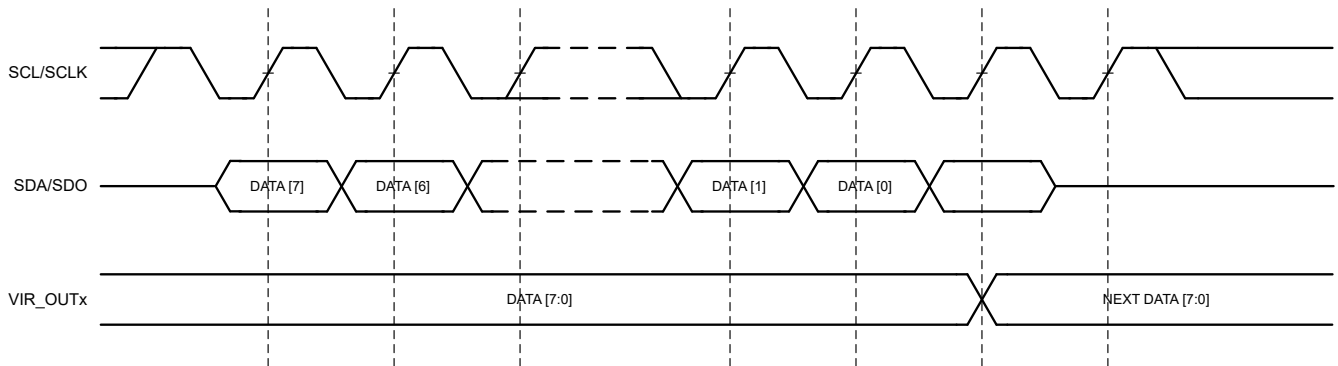 SCL/SCLK
SDA/SDO
DATA [7]
DATA [6]
DATA [1]
DATA [0]
VIR_OUTx
DATA [7:0]
NEXT DATA [7:0]